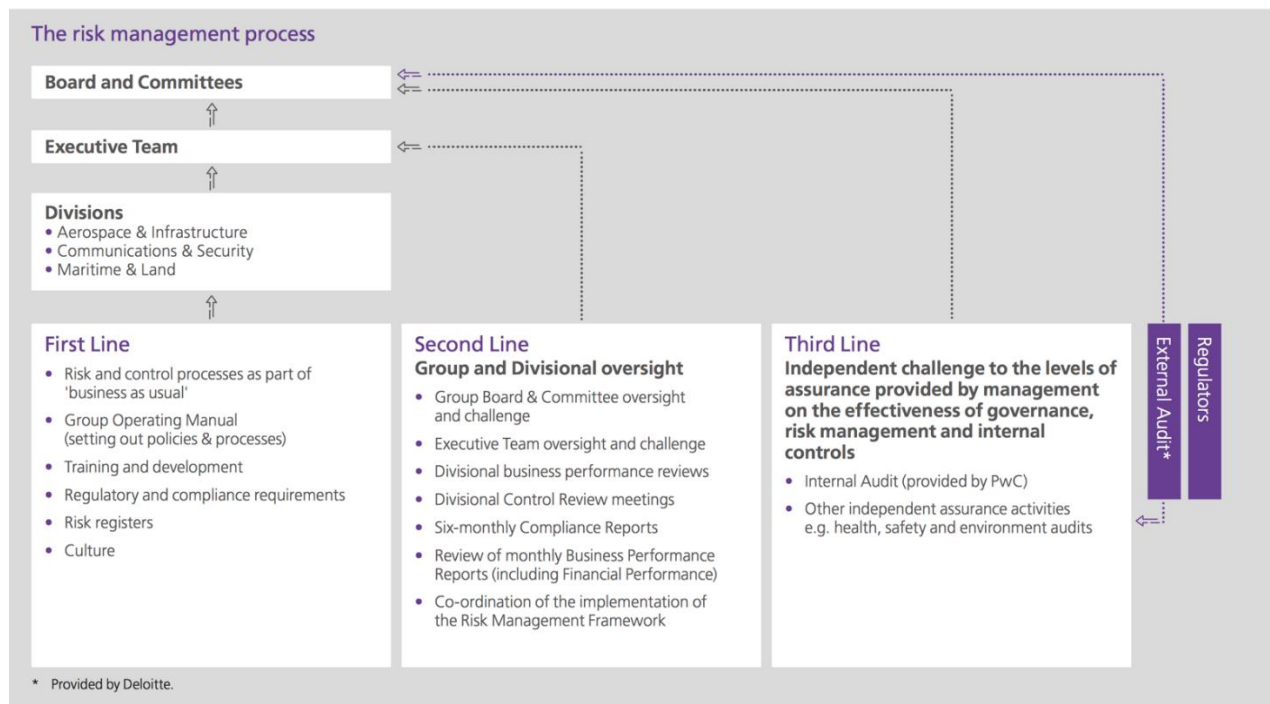 The risk management process
Board and Committees
Executive Team
Divisions
• Aerospace & Infrastructure
• Communications & Security
• Maritime & Land
First Line
• Risk and control processes as part of
'business as usual'
• Group Operating Manual
(setting out policies & processes)
• Training and development
• Regulatory and compliance requirements
• Risk registers
• Culture
Second Line
Group and Divisional oversight
• Group Board & Committee oversight
and challenge
• Executive Team oversight and challenge
• Divisional business performance reviews
• Divisional Control Review meetings
• Six-monthly Compliance Reports
• Review of monthly Business Performance
Reports (including Financial Performance)
• Co-ordination of the implementation of
the Risk Management Framework
Third Line
Independent challenge to the levels of
assurance provided by management
on the effectiveness of governance,
risk management and internal
controls
• Internal Audit (provided by PwC)
• Other independent assurance activities
e.g. health, safety and environment audits
External Audit*
Regulators
* Provided by Deloitte.